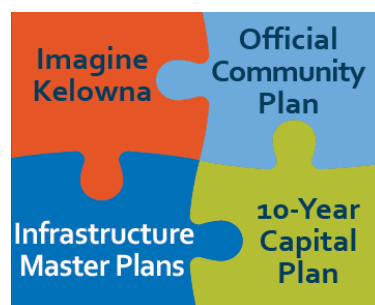 Imagine
Kelowna
Official
Community
Plan
Infrastructure
Master Plans
10-Year
Capital
Plan